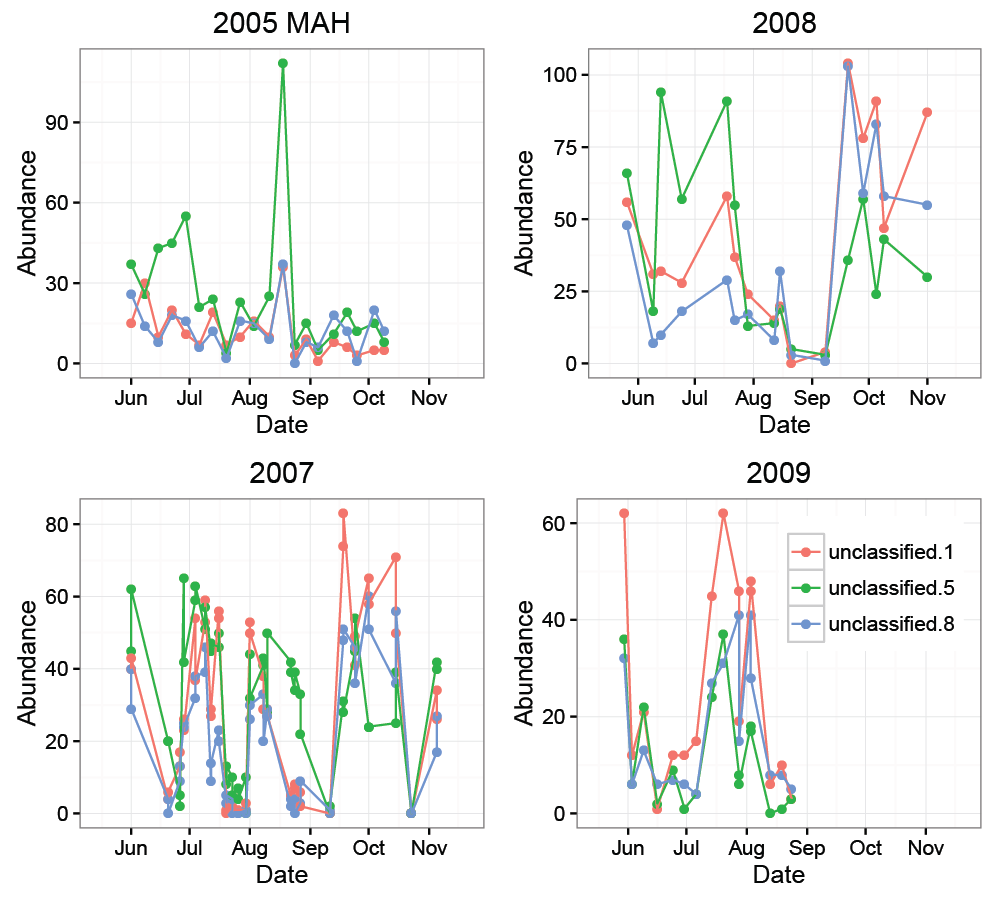 2005 MAH
Abundance
90
60
30
0
Jun Jul Aug Sep Oct Nov
Date
2008
Abundance
100
75
50
25
0
Jun Jul Aug Sep Oct Nov
Date
2007
Abundance
80
60
40
20
0
Jun Jul Aug Sep Oct Nov
Date
2009
Abundance
60
40
20
0
unclassified.1
unclassified.5
unclassified.8
Jun Jul Aug Sep Oct Nov
Date